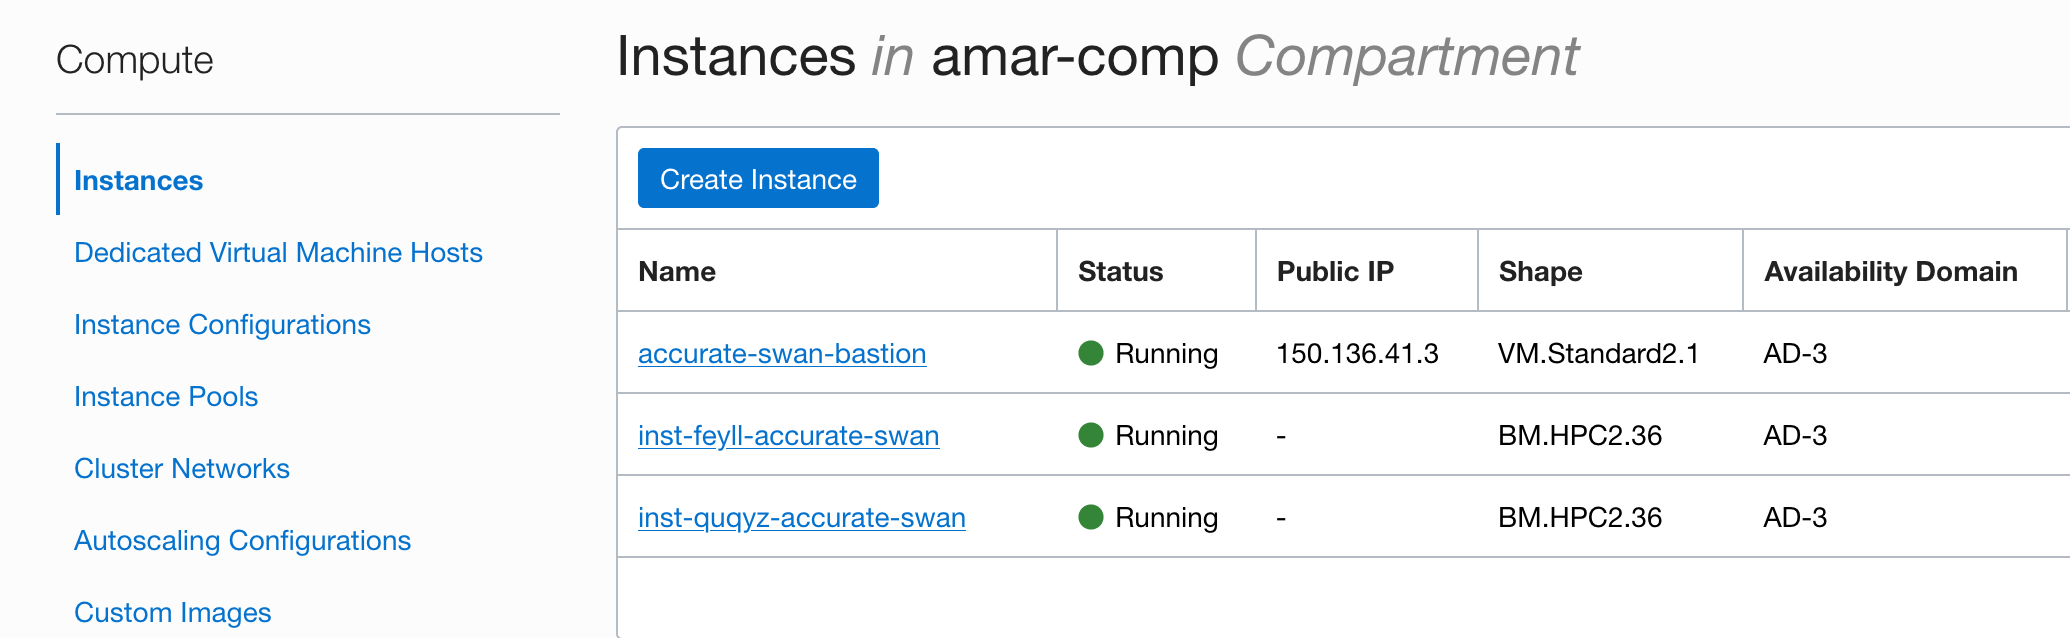 Compute
Instances
Dedicated Virtual Machine Hosts
Instance Configurations
Instance Pools
Cluster Networks
Autoscaling Configurations
Custom Images
Instances in amar-comp Compartment
Create Instance
Name Status Public IP Shape Availability Domain
accurate-swan-bastion Running 150.136.41.3 VM.Standard2.1 AD-3
inst-feyll-accurate-swan Running - BM.HPC2.36 AD-3
inst-quqyz-accurate-swan Running - BM.HPC2.36 AD-3